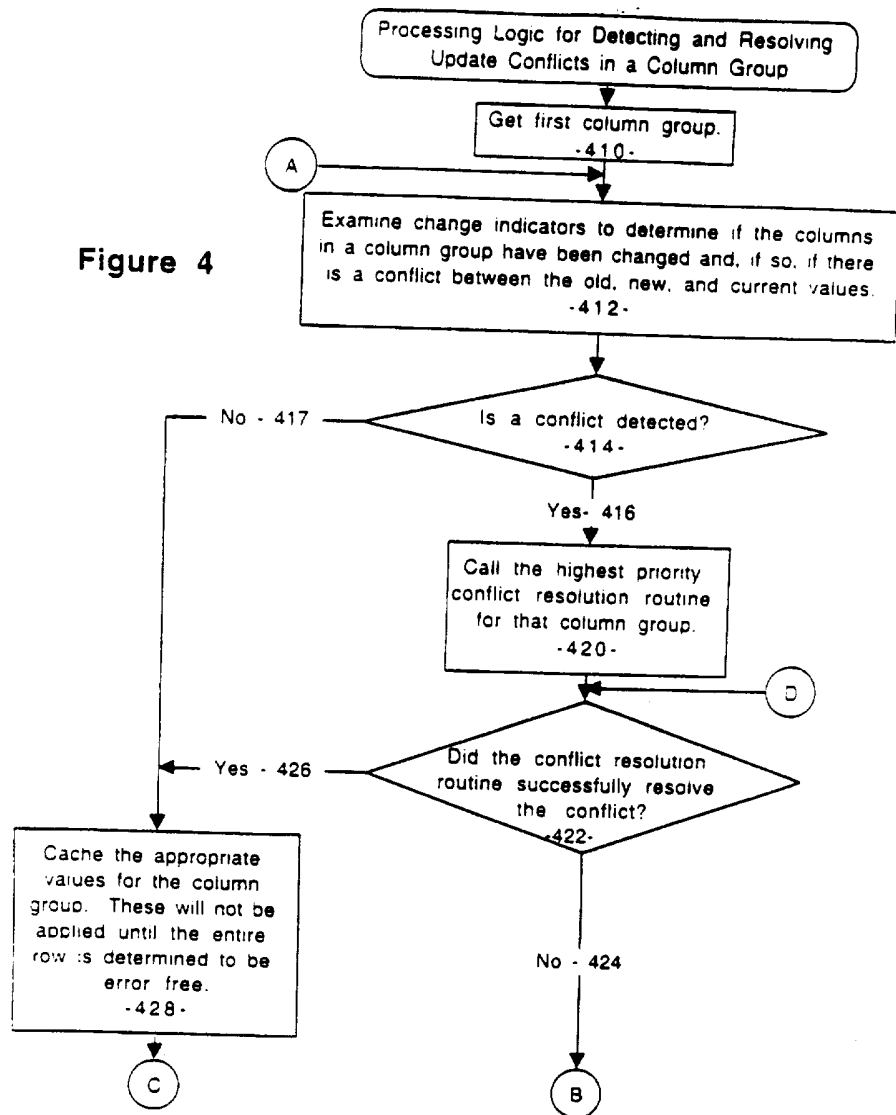 Processing Logic for Detecting and Resolving
Update Conflicts in a Column Group
Get first column group.
-410-
A
Figure 4
Examine change indicators to determine if the columns
in a column group have been changed and, if so, if there
is a conflict between the old, new, and current values.
-412-
No - 417
Is a conflict detected?
-414-
Yes- 416
Call the highest priority
conflict resolution routine
for that column group.
-420-
D
Yes - 426
Did the conflict resolution
routine successfully resolve
the conflict?
-422-
Cache the appropriate
values for the column
group. These will not be
applied until the entire
row is determined to be
error free.
-428-
No - 424
C
B